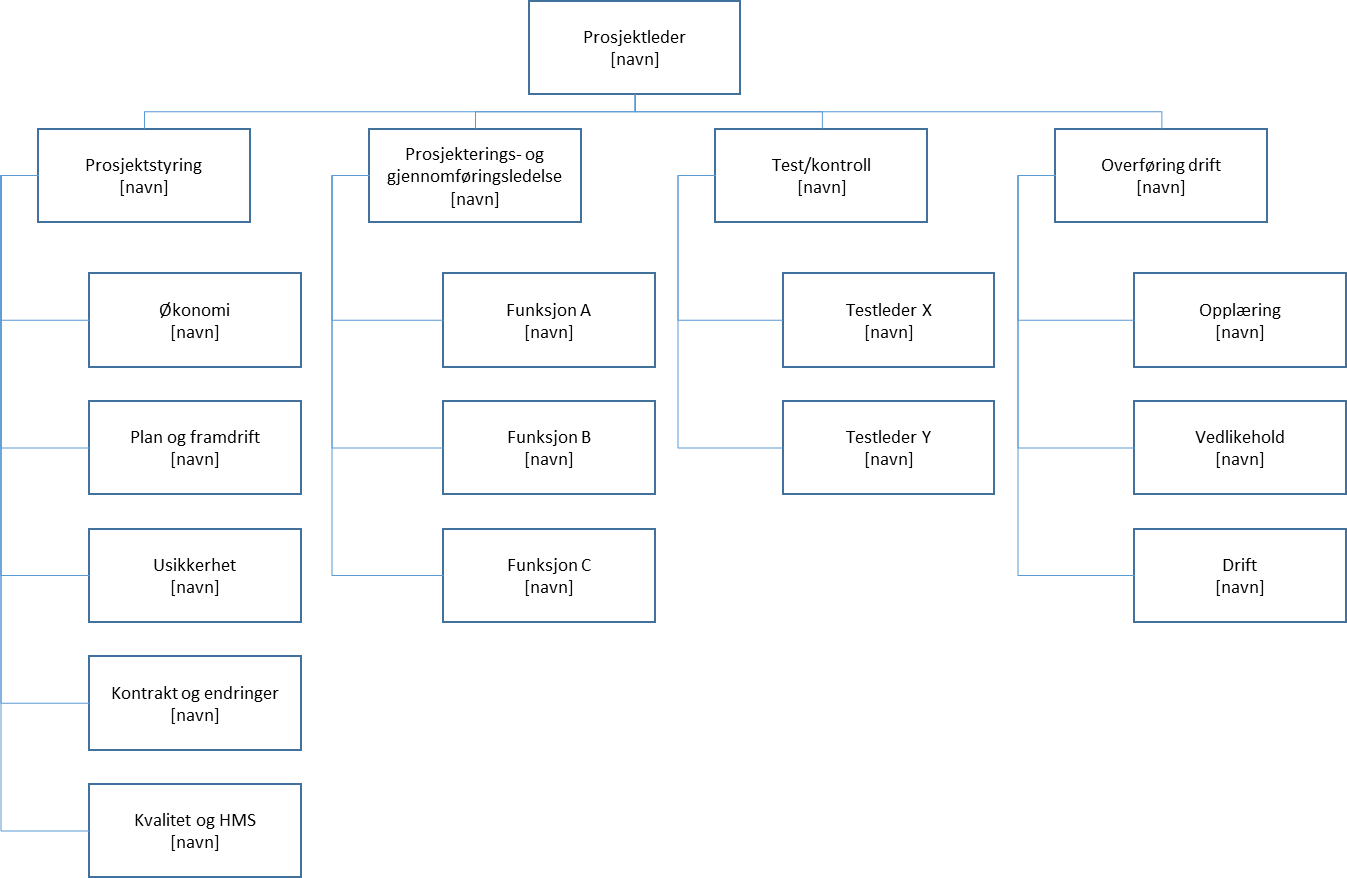 Prosjektleder
[navn]
Prosjektstyring
[navn]
Prosjekterings- og
gjennomføringsledelse
[navn]
Test/kontroll
[navn]
Overføring drift
[navn]
Økonomi
[navn]
Plan og framdrift
[navn]
Usikkerhet
[navn]
Kontrakt og endringer
[navn]
Kvalitet og HMS
[navn]
Funksjon A
[navn]
Funksjon B
[navn]
Funksjon C
[navn]
Testleder X
[navn]
Testleder Y
[navn]
Opplæring
[navn]
Vedlikehold
[navn]
Drift
[navn]